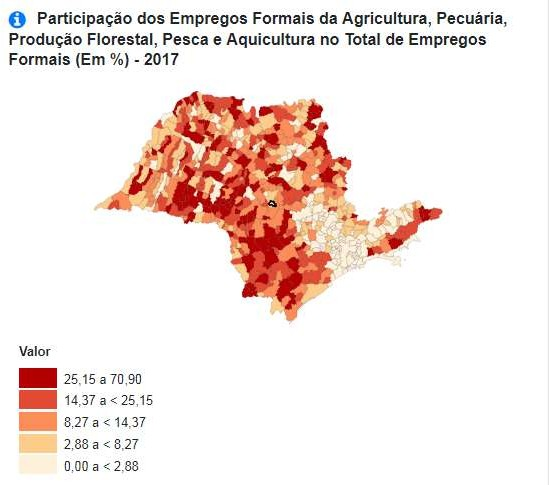 Participação dos Empregos Formais da Agricultura, Pecuária,
Produção Florestal, Pesca e Aquicultura no Total de Empregos
Formais (Em %) - 2017
Valor
25,15 a 70,90
14,37 a < 25,15
8,27 a < 14,37
2,88 a < 8,27
0,00 a < 2,88